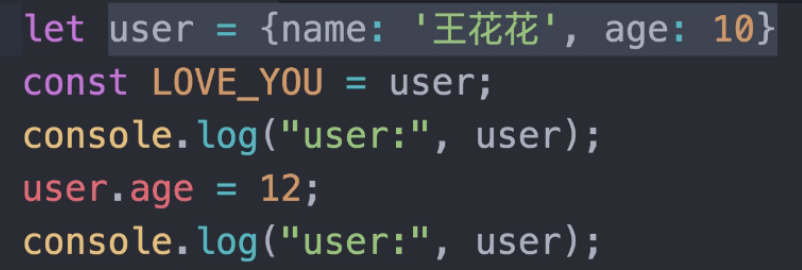 let user = {name: '王花花', age: 10}
const LOVE_YOU = user;
console.log("user:", user);
user.age = 12;
console.log("user:", user);